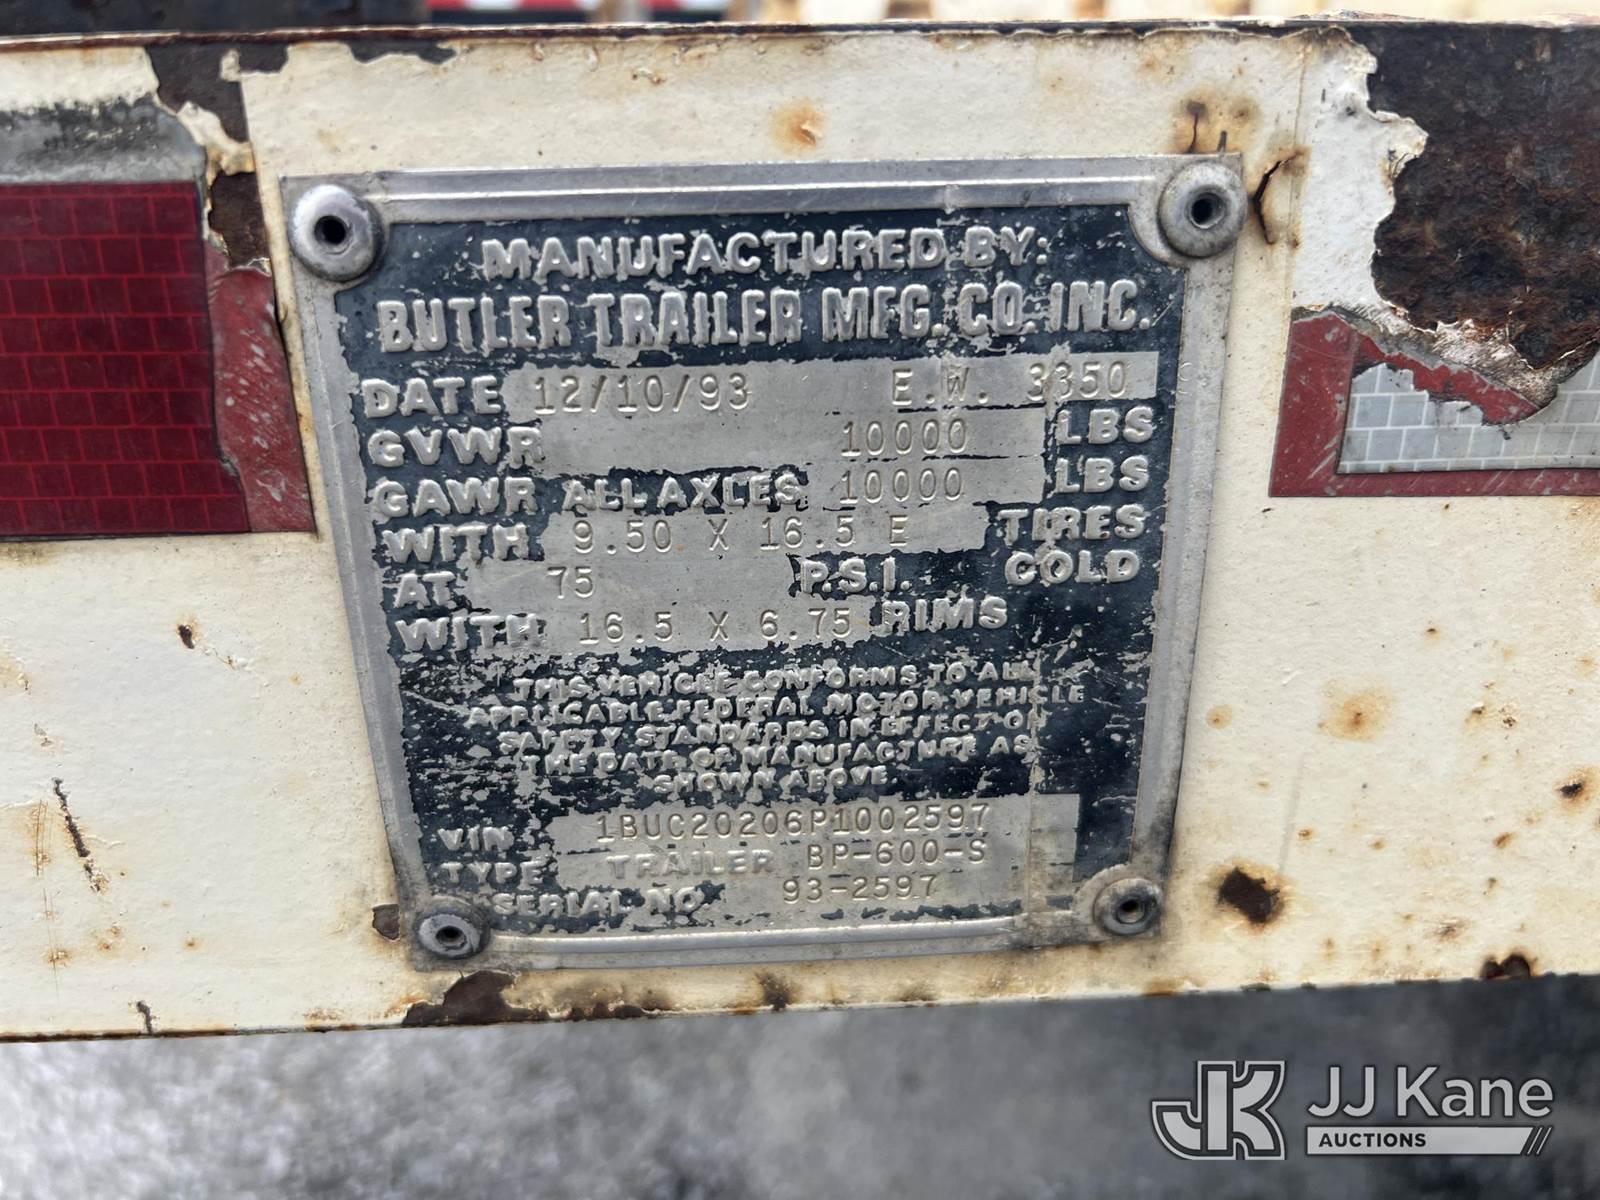 MANUFACTURED BY:
BUTLER TRAILER MFG. CO. INC.
DATE 12/10/93 E.W. 3350
GVWR 10000 LBS
GAWR ALL AXLES 10000 LBS
WITH 9.50 X 16.5 E TIRES
AT 75 P.S.I. COLD
WITH 16.5 X 6.75 RIMS
THIS VEHICLE CONFORMS TO ALL
APPLICABLE FEDERAL MOTOR VEHICLE
SAFETY STANDARDS IN EFFECT ON
THE DATE OF MANUFACTURE AS
SHOWN ABOVE.
VIN: 1BUC20206P1002597
TYPE: TRAILER BP-600-S
SERIAL NO. 93-2597
JK JJ Kane
AUCTIONS